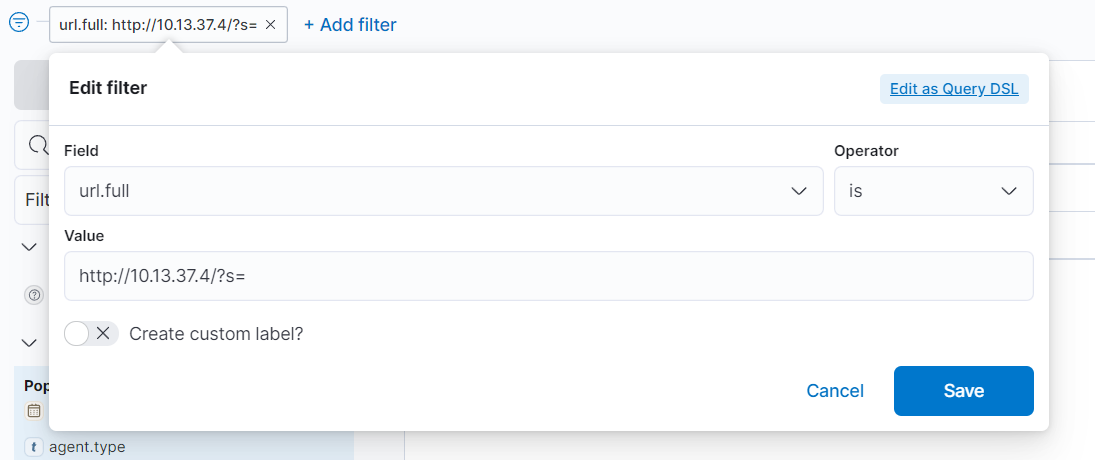 url.full: http://10.13.37.4/?s= ×
+ Add filter
Edit filter
Edit as Query DSL
Field
Operator
url.full
is
Value
http://10.13.37.4/?s=
Create custom label?
Cancel
Save
Filt
Pop
t agent.type